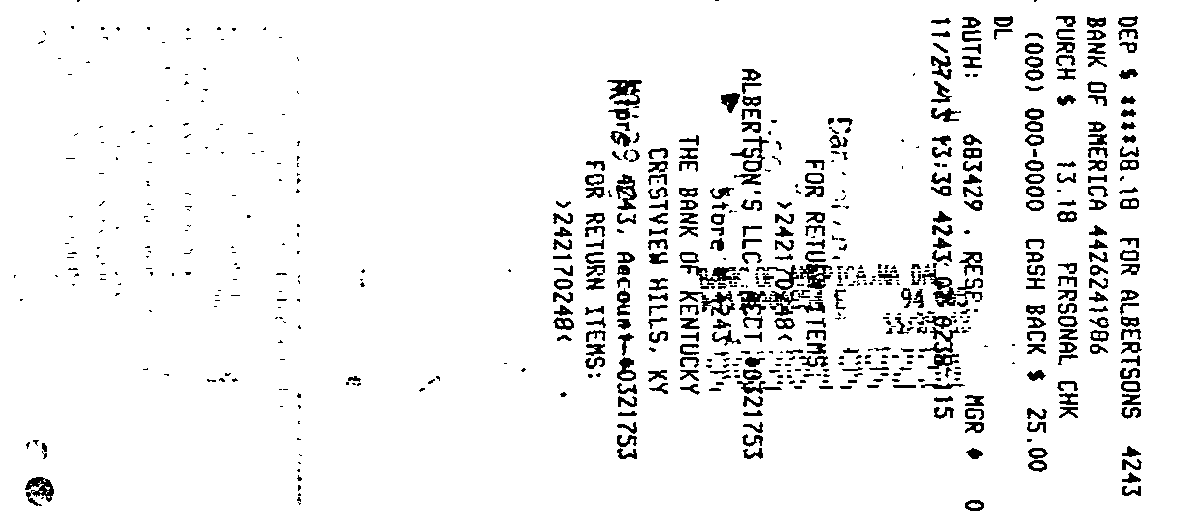 DEP $ *****38.18 FOR ALBERTSONS 4243
BANK OF AMERICA 4426241986
PURCH $ 13.18 PERSONAL CHK
(000) 000-0000 CASH BACK $ 25.00
DL
AUTH: 683429 , RESP: MGR # 0
11/27/15 13:39 4243 0238 115
FOR RETURN ITEMS
>242170248<
ALBERTSON'S LLC ACCT #0321753
Store # 4243
THE BANK OF KENTUCKY
CRESTVIEW HILLS, KY
4243, Account #0321753
FOR RETURN ITEMS:
>242170248<